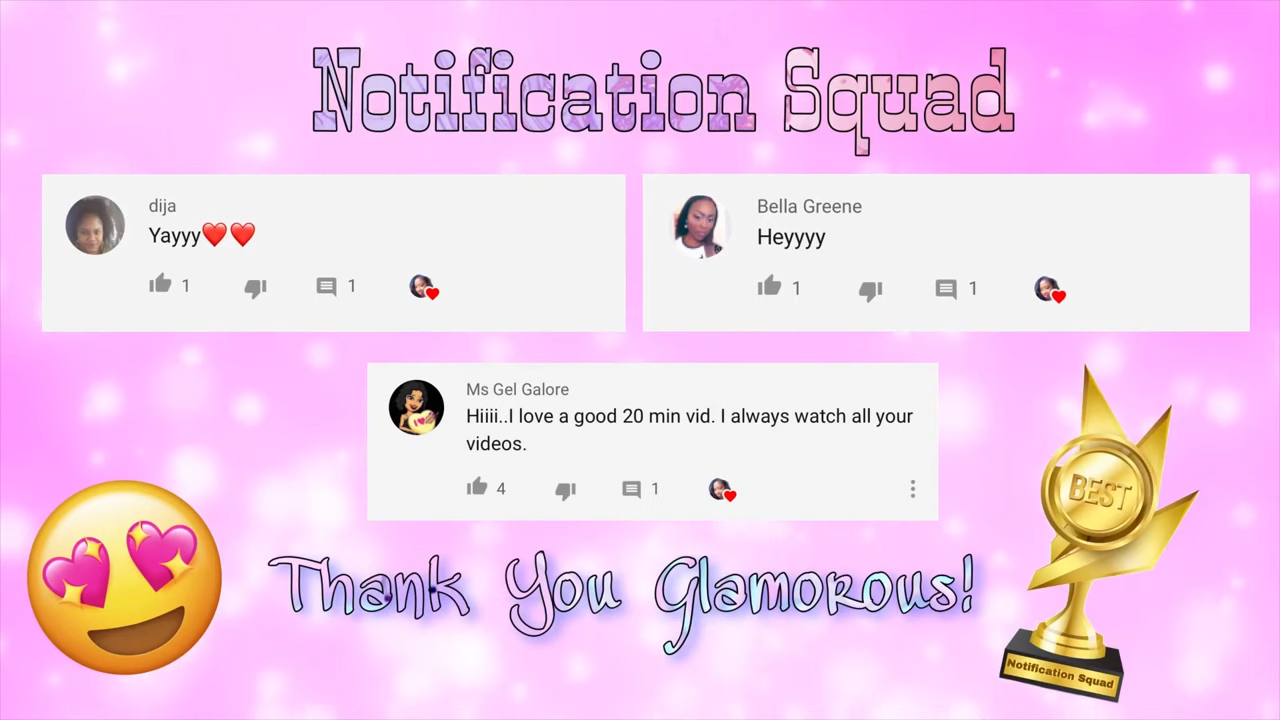 Notification Squad
dija
Yayyy❤️❤️
1 1
Bella Greene
Heyyyy
1 1
Ms Gel Galore
Hiiii..I love a good 20 min vid. I always watch all your
videos.
4 1
BEST
Thank You Glamorous!
Notification Squad